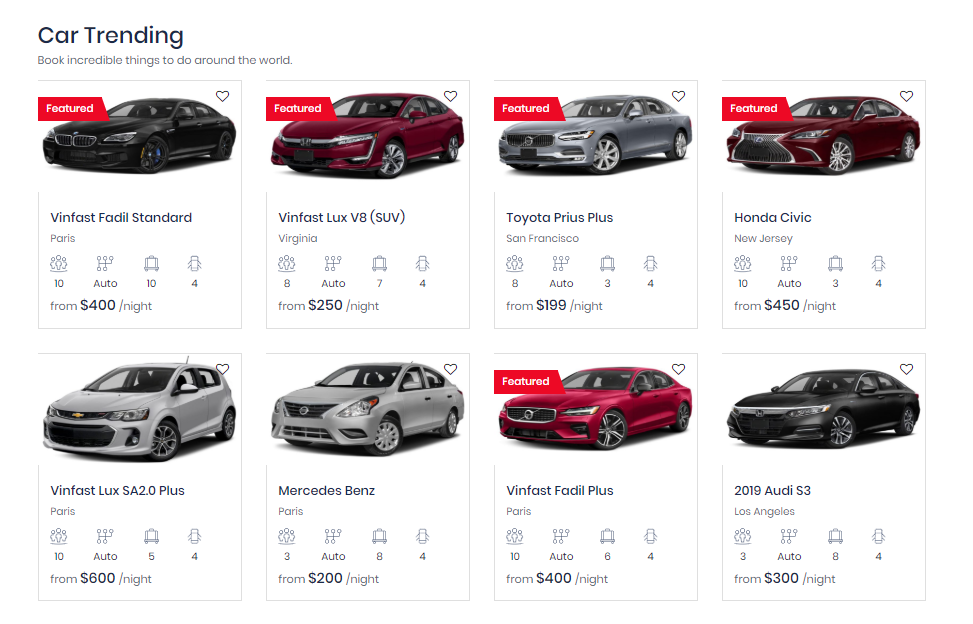 Car Trending
Book incredible things to do around the world.
Featured
Featured
Featured
Featured
Vinfast Fadil Standard
Paris
10 Auto 10 4
from $400 /night
Vinfast Lux V8 (SUV)
Virginia
8 Auto 7 4
from $250 /night
Toyota Prius Plus
San Francisco
8 Auto 3 4
from $199 /night
Honda Civic
New Jersey
10 Auto 3 4
from $450 /night
Featured
Vinfast Lux SA2.0 Plus
Paris
10 Auto 5 4
from $600 /night
Mercedes Benz
Paris
3 Auto 8 4
from $200 /night
Vinfast Fadil Plus
Paris
10 Auto 6 4
from $400 /night
2019 Audi S3
Los Angeles
3 Auto 8 4
from $300 /night